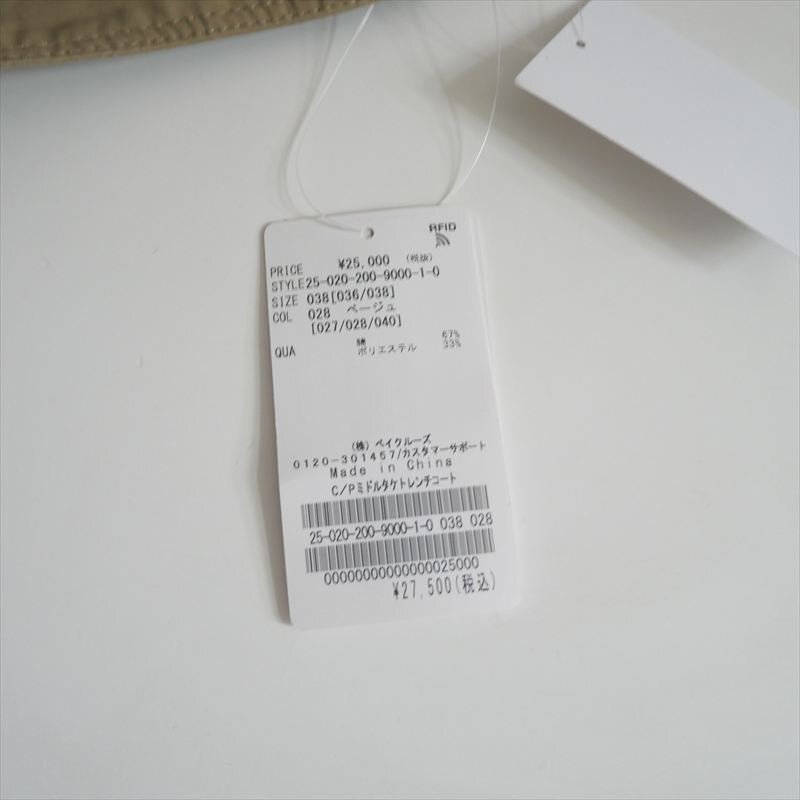 RFID
PRICE ¥25,000 (税抜)
STYLE 25-020-200-9000-1-0
SIZE 038[036/038]
COL 028 ベージュ
[027/028/040]
QUA 綿 67%
ポリエステル 33%
(株) ベイクルーズ
0120-301457/カスタマーサポート
Made in China
C/Pミドルタケトレンチコート
25-020-200-9000-1-0 038 028
00000000000000025000
¥27,500(税込)